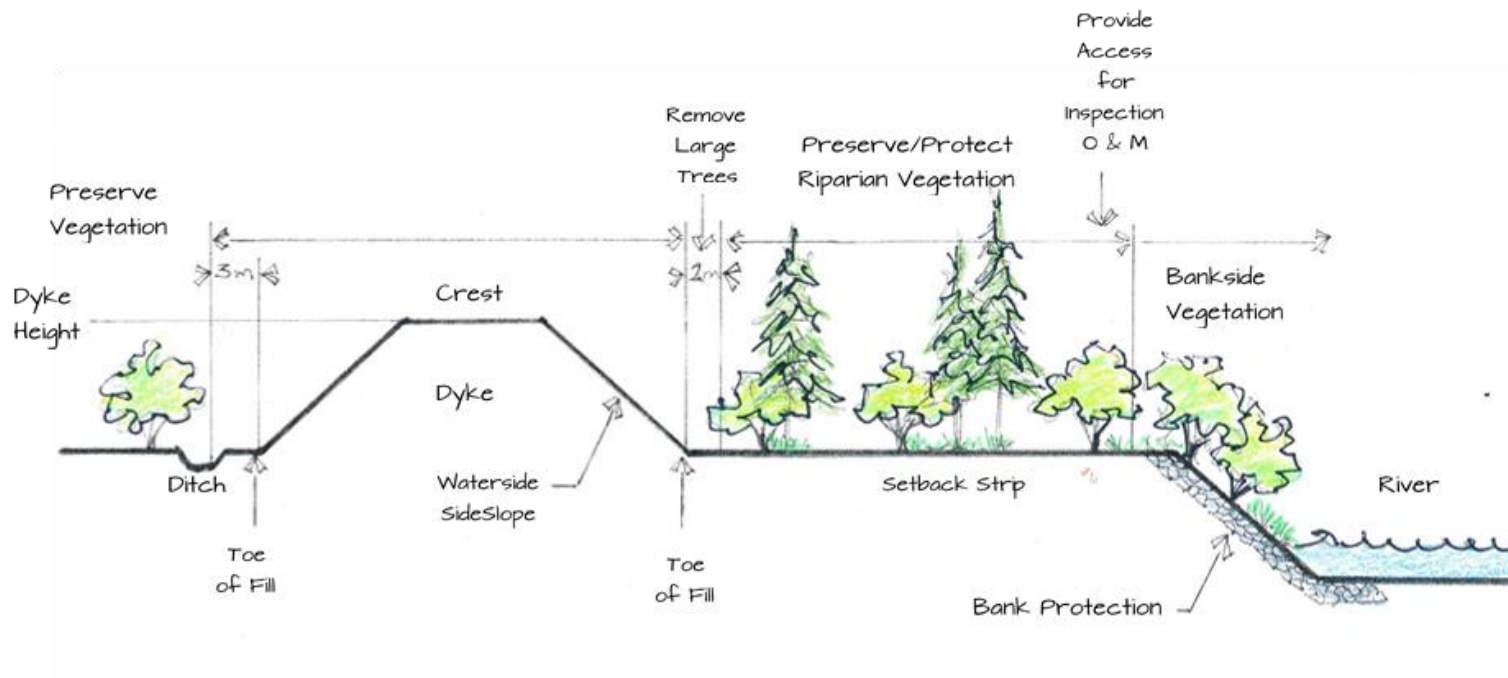 Provide
Access
for
Inspection
O & M
Remove
Large
Trees
Preserve/Protect
Riparian Vegetation
Preserve
Vegetation
3m
2m
Bankside
Vegetation
Dyke
Height
Crest
Dyke
Ditch
Waterside
SideSlope
Setback Strip
River
Toe
of Fill
Toe
of Fill
Bank Protection